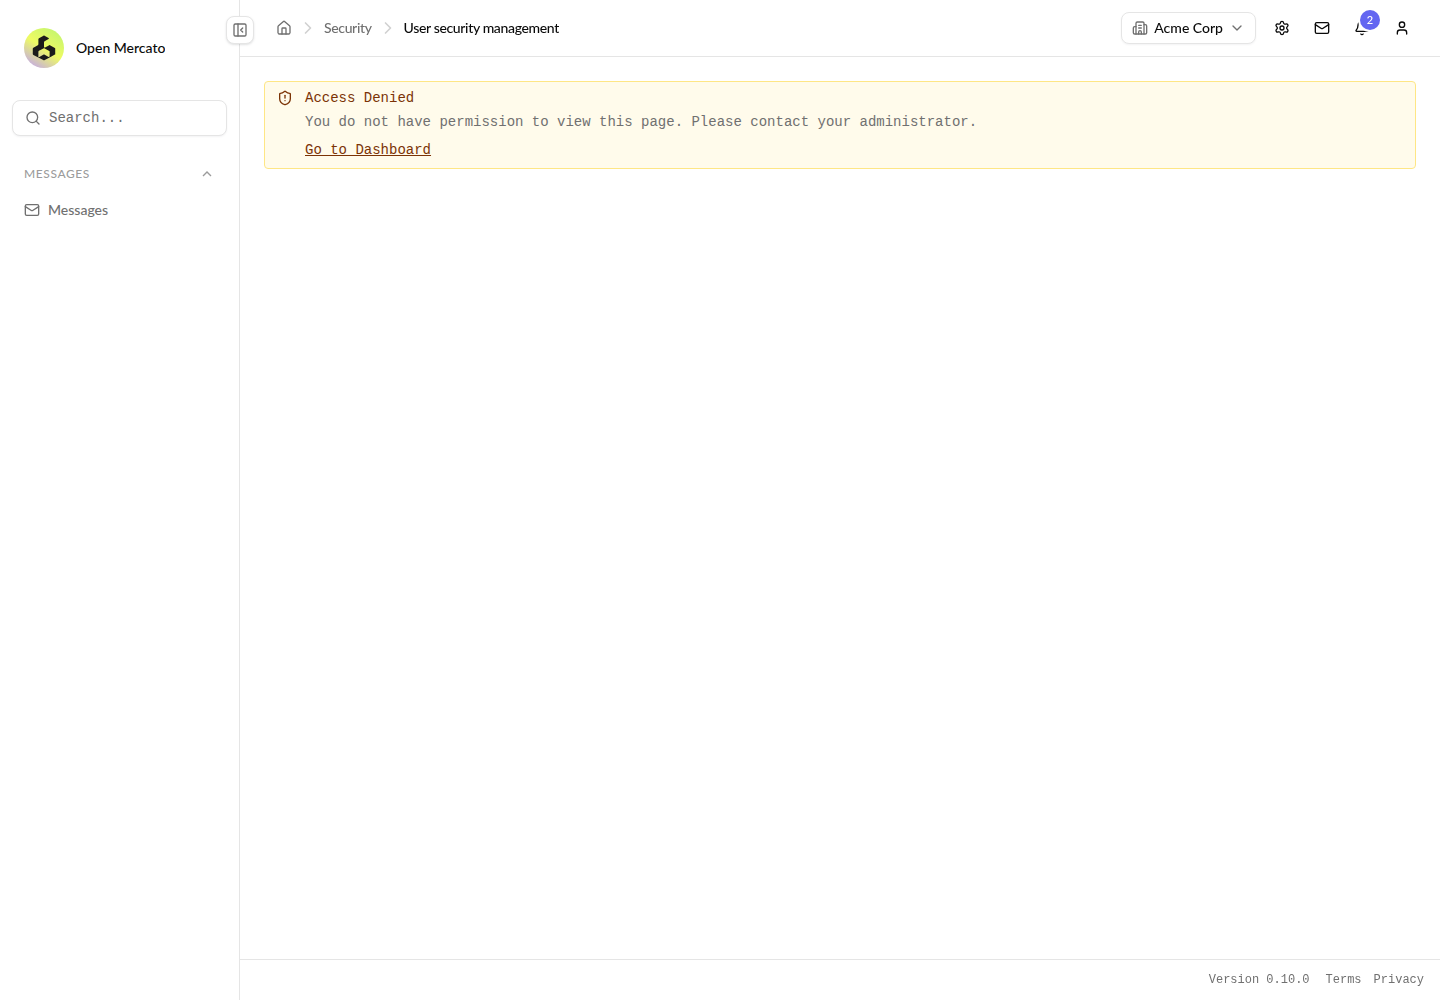 Open Mercato
Search...
MESSAGES
Messages
Security
User security management
Acme Corp
2
Access Denied
You do not have permission to view this page. Please contact your administrator.
Go to Dashboard
Version 0.10.0 Terms Privacy